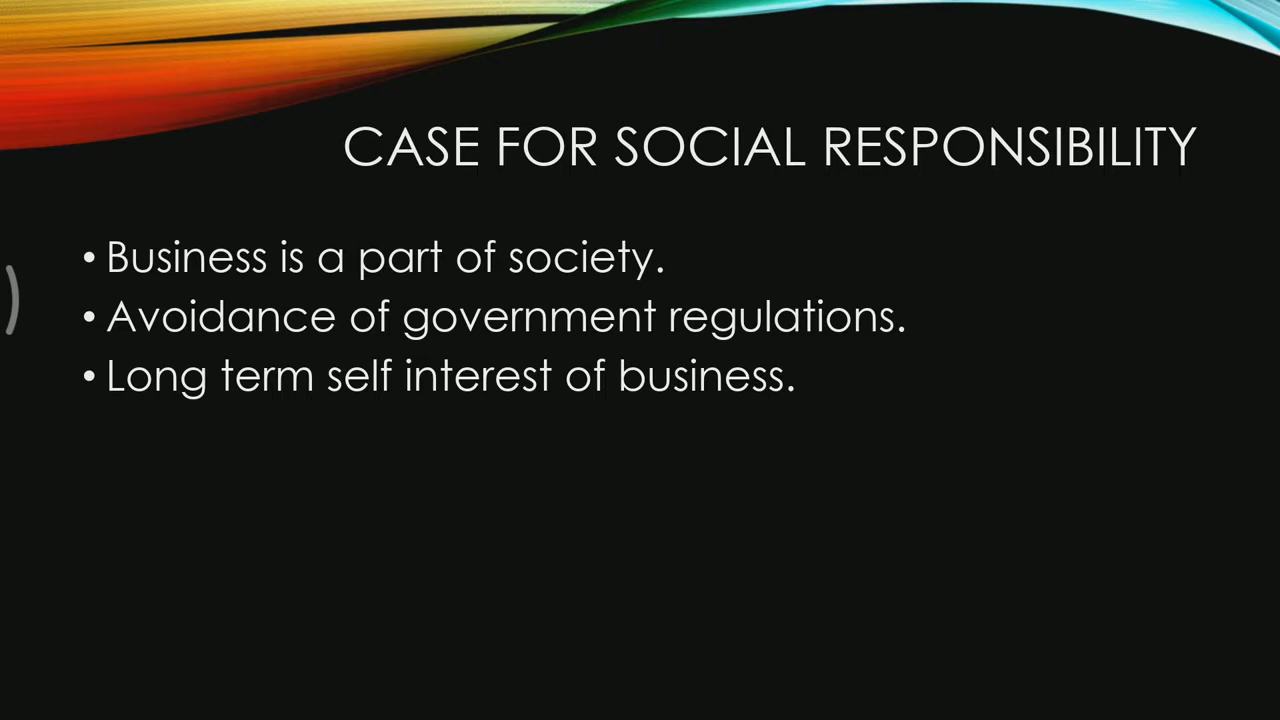 CASE FOR SOCIAL RESPONSIBILITY
• Business is a part of society.
• Avoidance of government regulations.
• Long term self interest of business.